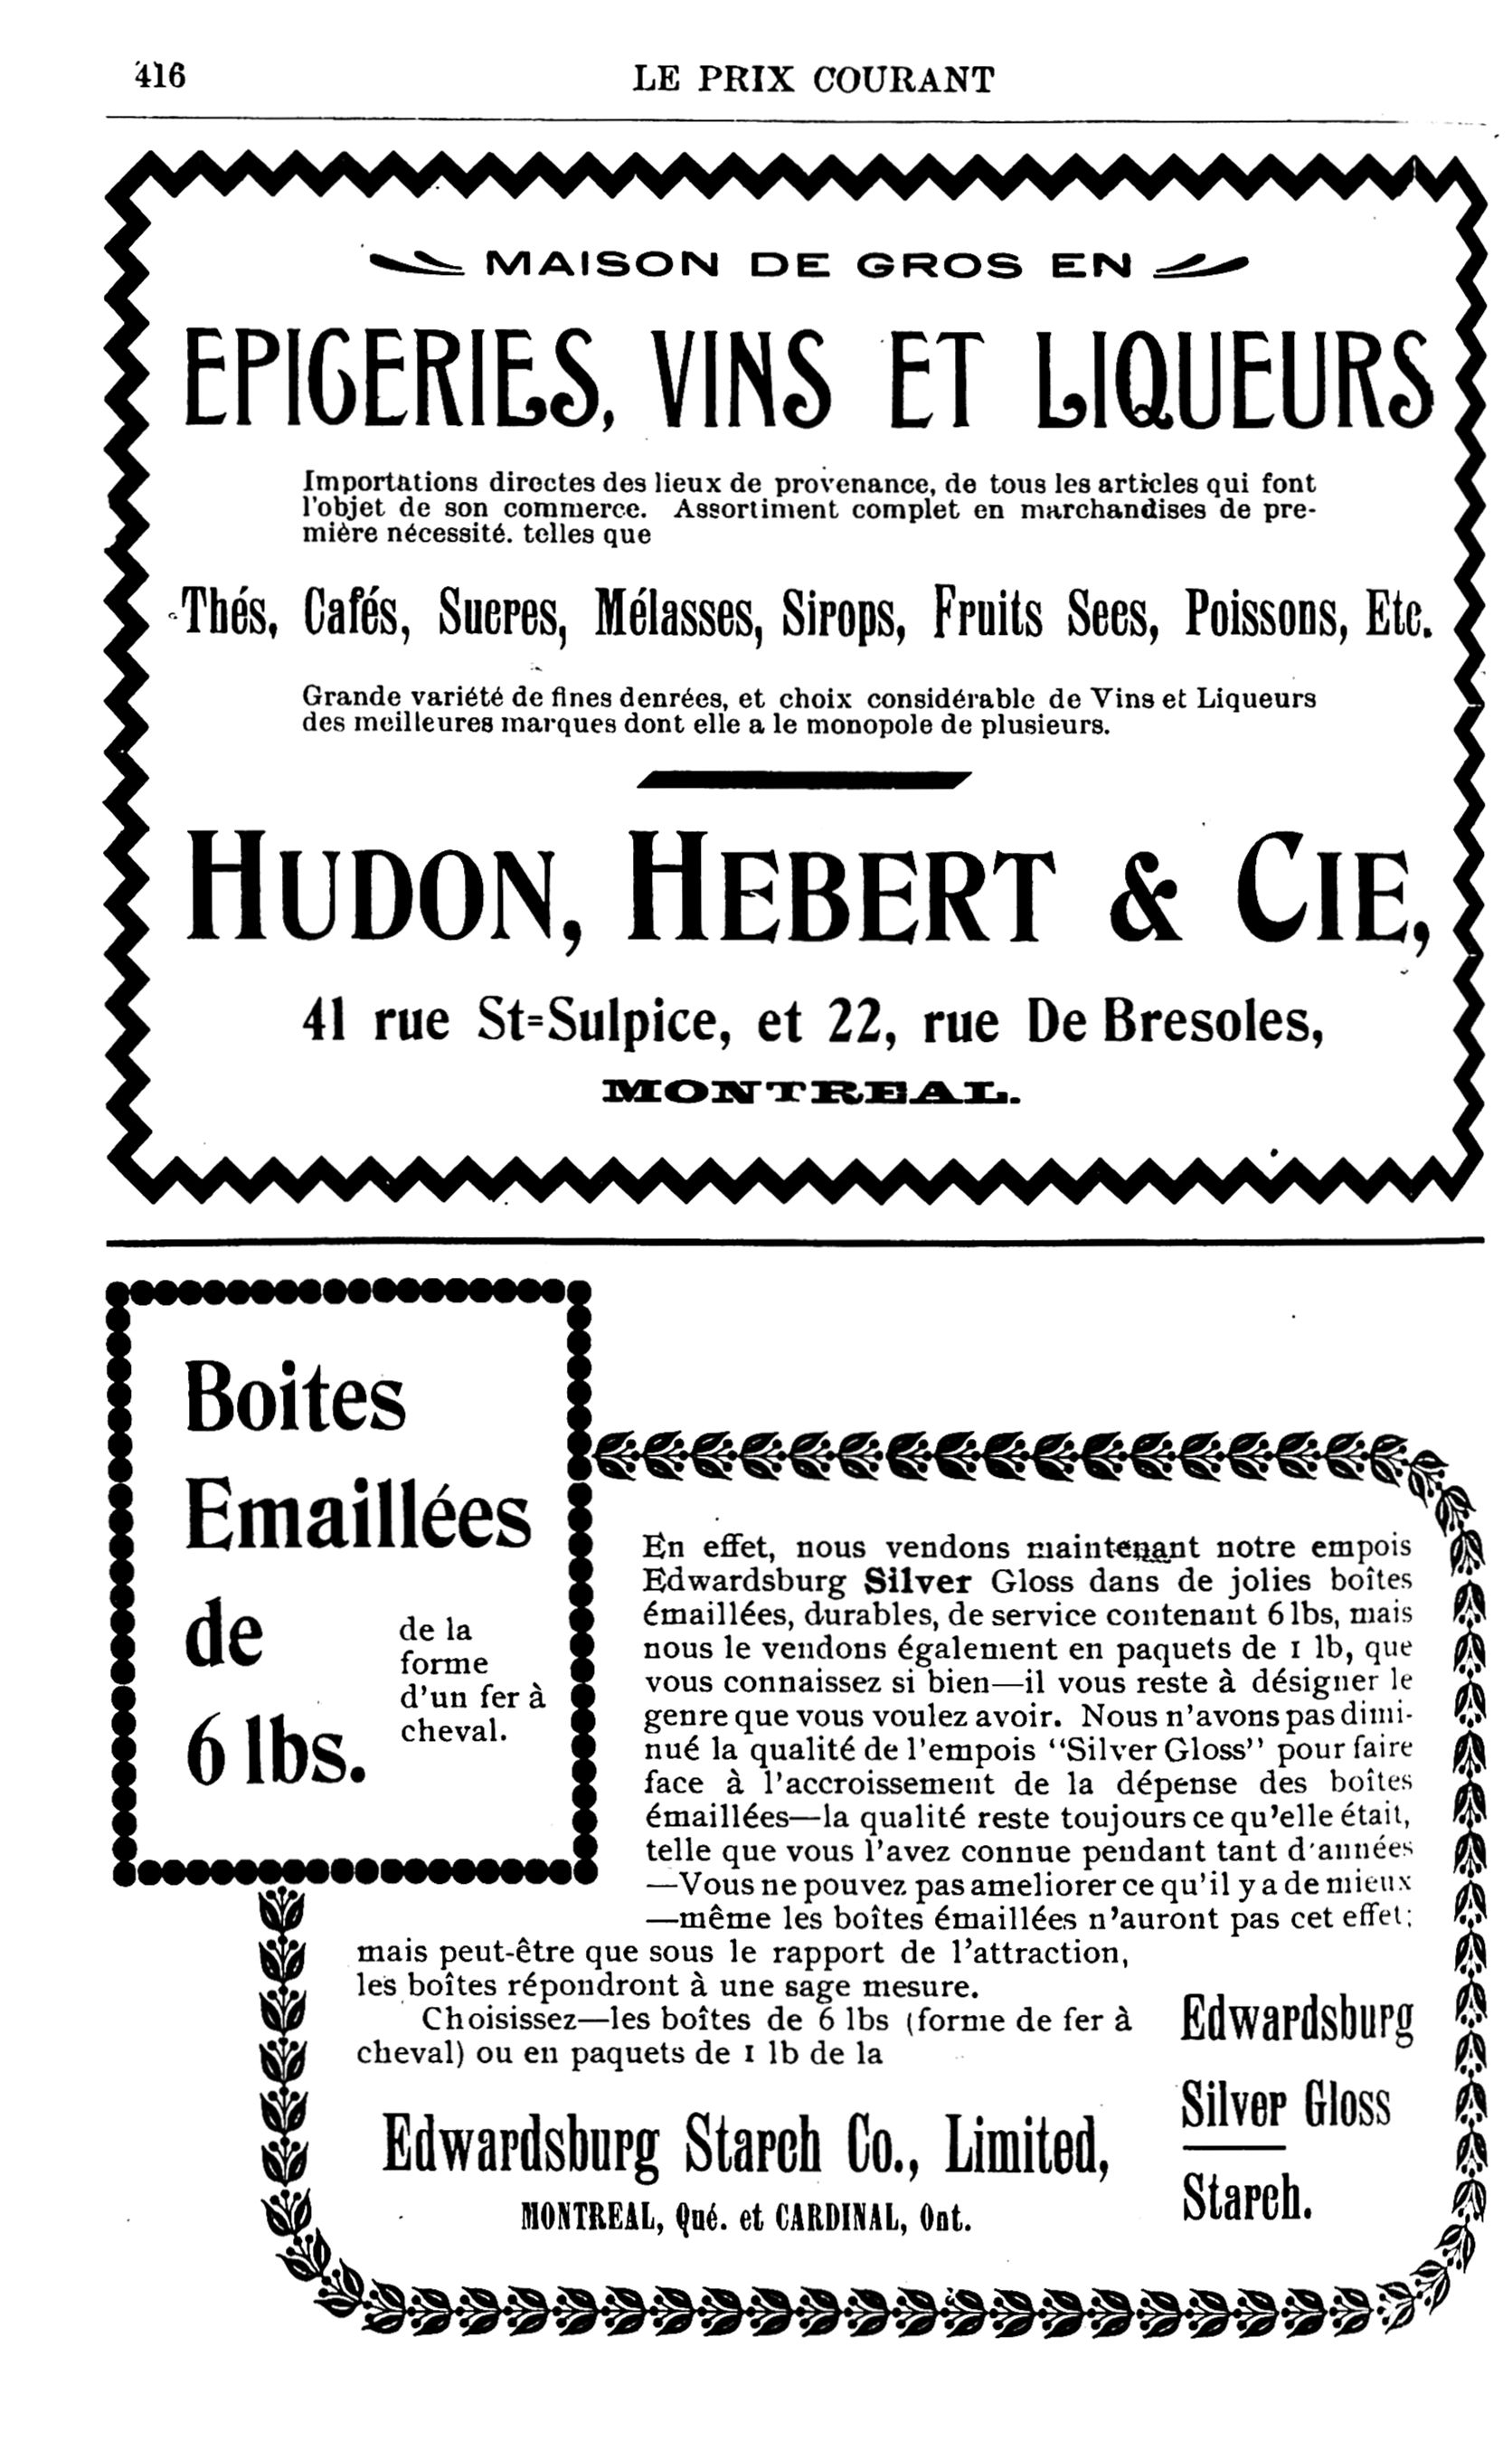 416
LE PRIX COURANT
MAISON DE GROS EN
EPIGERIES, VINS ET LIQUEURS
Importations directes des lieux de provenance, de tous les articles qui font
l'objet de son commerce. Assortiment complet en marchandises de pre-
mière nécessité. telles que
Thés, Cafés, Sucres, Mélasses, Sirops, Fruits Secs, Poissons, Etc.
Grande variété de fines denrées, et choix considérable de Vins et Liqueurs
des meilleures marques dont elle a le monopole de plusieurs.
HUDON, HEBERT & CIE,
41 rue St=Sulpice, et 22, rue De Bresoles,
MONTREAL.
Boites
Emaillées
de
6 lbs.
de la
forme
d'un fer à
cheval.
En effet, nous vendons maintenant notre empois
Edwardsburg Silver Gloss dans de jolies boîtes
émaillées, durables, de service contenant 6 lbs, mais
nous le vendons également en paquets de 1 lb, que
vous connaissez si bien—il vous reste à désigner le
genre que vous voulez avoir. Nous n'avons pas dimi-
nué la qualité de l'empois "Silver Gloss" pour faire
face à l'accroissement de la dépense des boîtes
émaillées—la qualité reste toujours ce qu'elle était,
telle que vous l'avez connue pendant tant d'années
—Vous ne pouvez pas ameliorer ce qu'il y a de mieux
—même les boîtes émaillées n'auront pas cet effet;
mais peut-être que sous le rapport de l'attraction,
les boîtes répondront à une sage mesure.
Choisissez—les boîtes de 6 lbs (forme de fer à
cheval) ou en paquets de 1 lb de la
Edwardsburg Starch Co., Limited,
MONTREAL, Qué. et CARDINAL, Ont.
Edwardsburg
Silver Gloss
Starch.